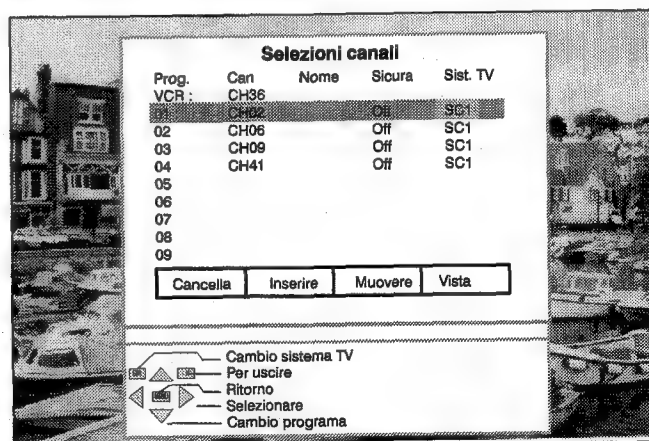 Selezioni canali
Prog. Can Nome Sicura Sist. TV
VCR : CH36
01 CH02 Off SC1
02 CH06 Off SC1
03 CH09 Off SC1
04 CH41 Off SC1
05
06
07
08
09
Cancella Inserire Muovere Vista
Cambio sistema TV
Per uscire
Ritorno
Selezionare
Cambio programa